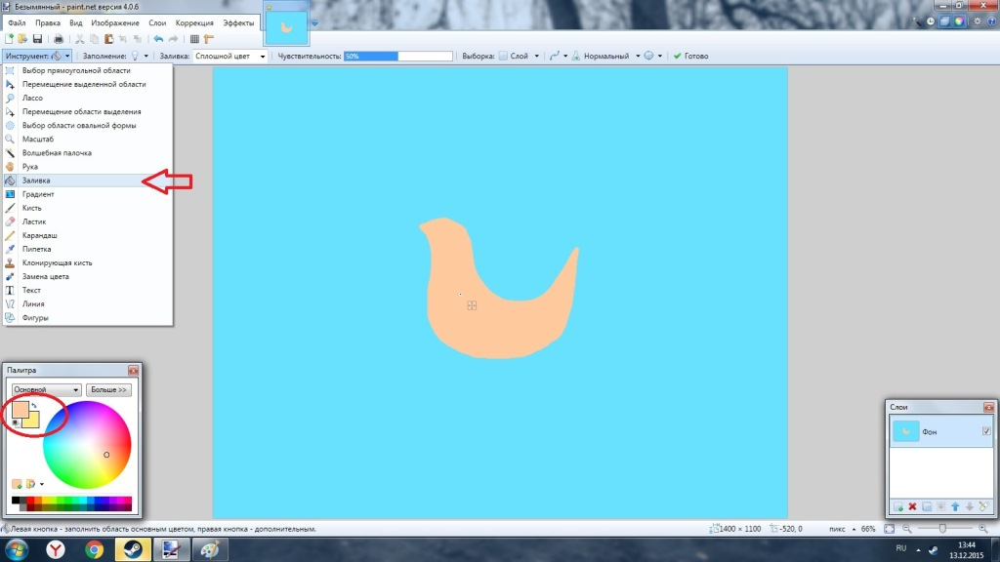 Безымянный - paint.net версия 4.0.6
Файл Правка Вид Изображение Слои Коррекция Эффекты
Инструмент: Заполнение: Заливка: Сплошной цвет Чувствительность: 50% Выборка: Слой Нормальный Готово
Выбор прямоугольной области
Перемещение выделенной области
Лассо
Перемещение области выделения
Выбор области овальной формы
Масштаб
Волшебная палочка
Рука
Заливка
Градиент
Кисть
Ластик
Карандаш
Пипетка
Клонирующая кисть
Замена цвета
Текст
Линия
Фигуры
Палитра
Основной Больше >>
Слои
Фон
Левая кнопка - заполнить область основным цветом, правая кнопка - дополнительным. 1400 × 1100 -520, 0 пикс 66%
RU 13:44
13.12.2015